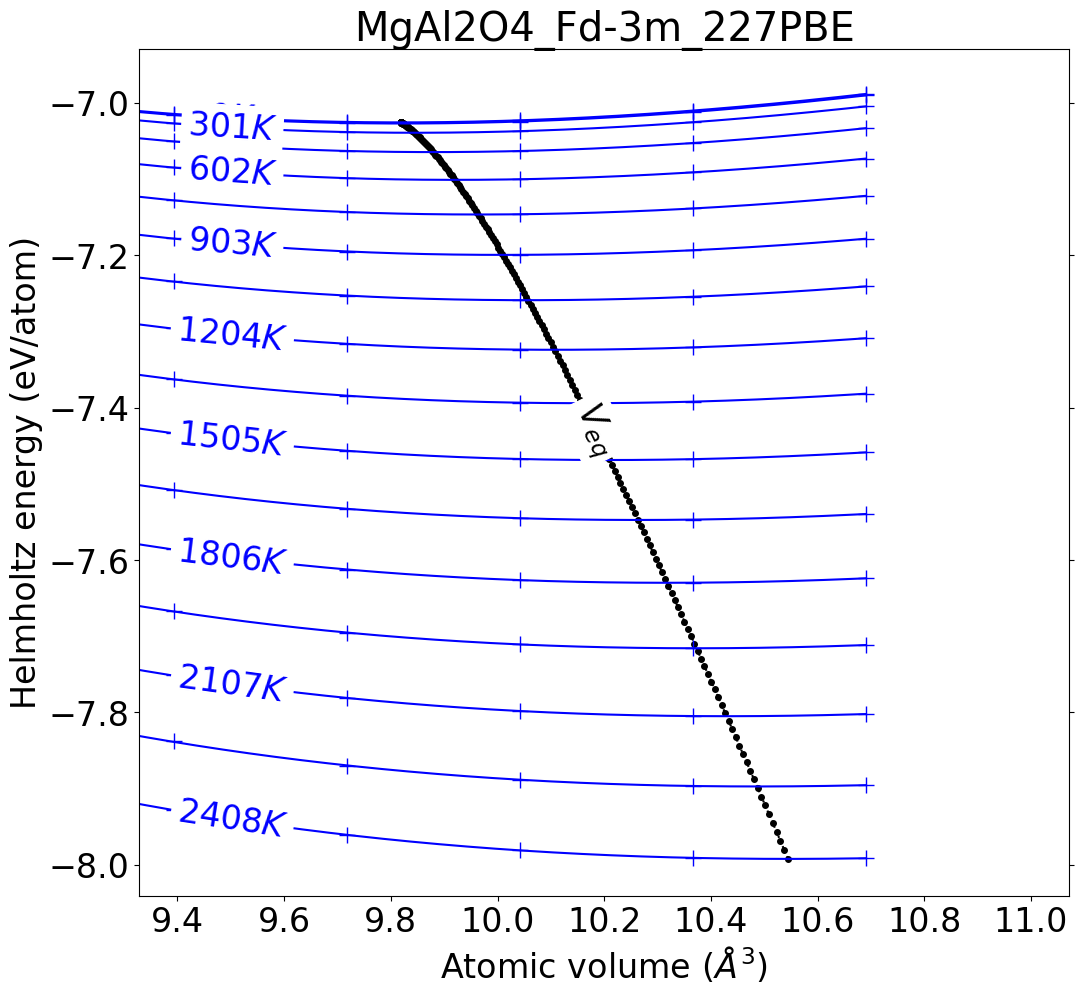 MgAl2O4_Fd-3m_227PBE
Helmholtz energy (eV/atom)
−7.0
−7.2
−7.4
−7.6
−7.8
−8.0
301K
602K
903K
1204K
1505K
1806K
2107K
2408K
V_eq
9.4 9.6 9.8 10.0 10.2 10.4 10.6 10.8 11.0
Atomic volume (Å³)